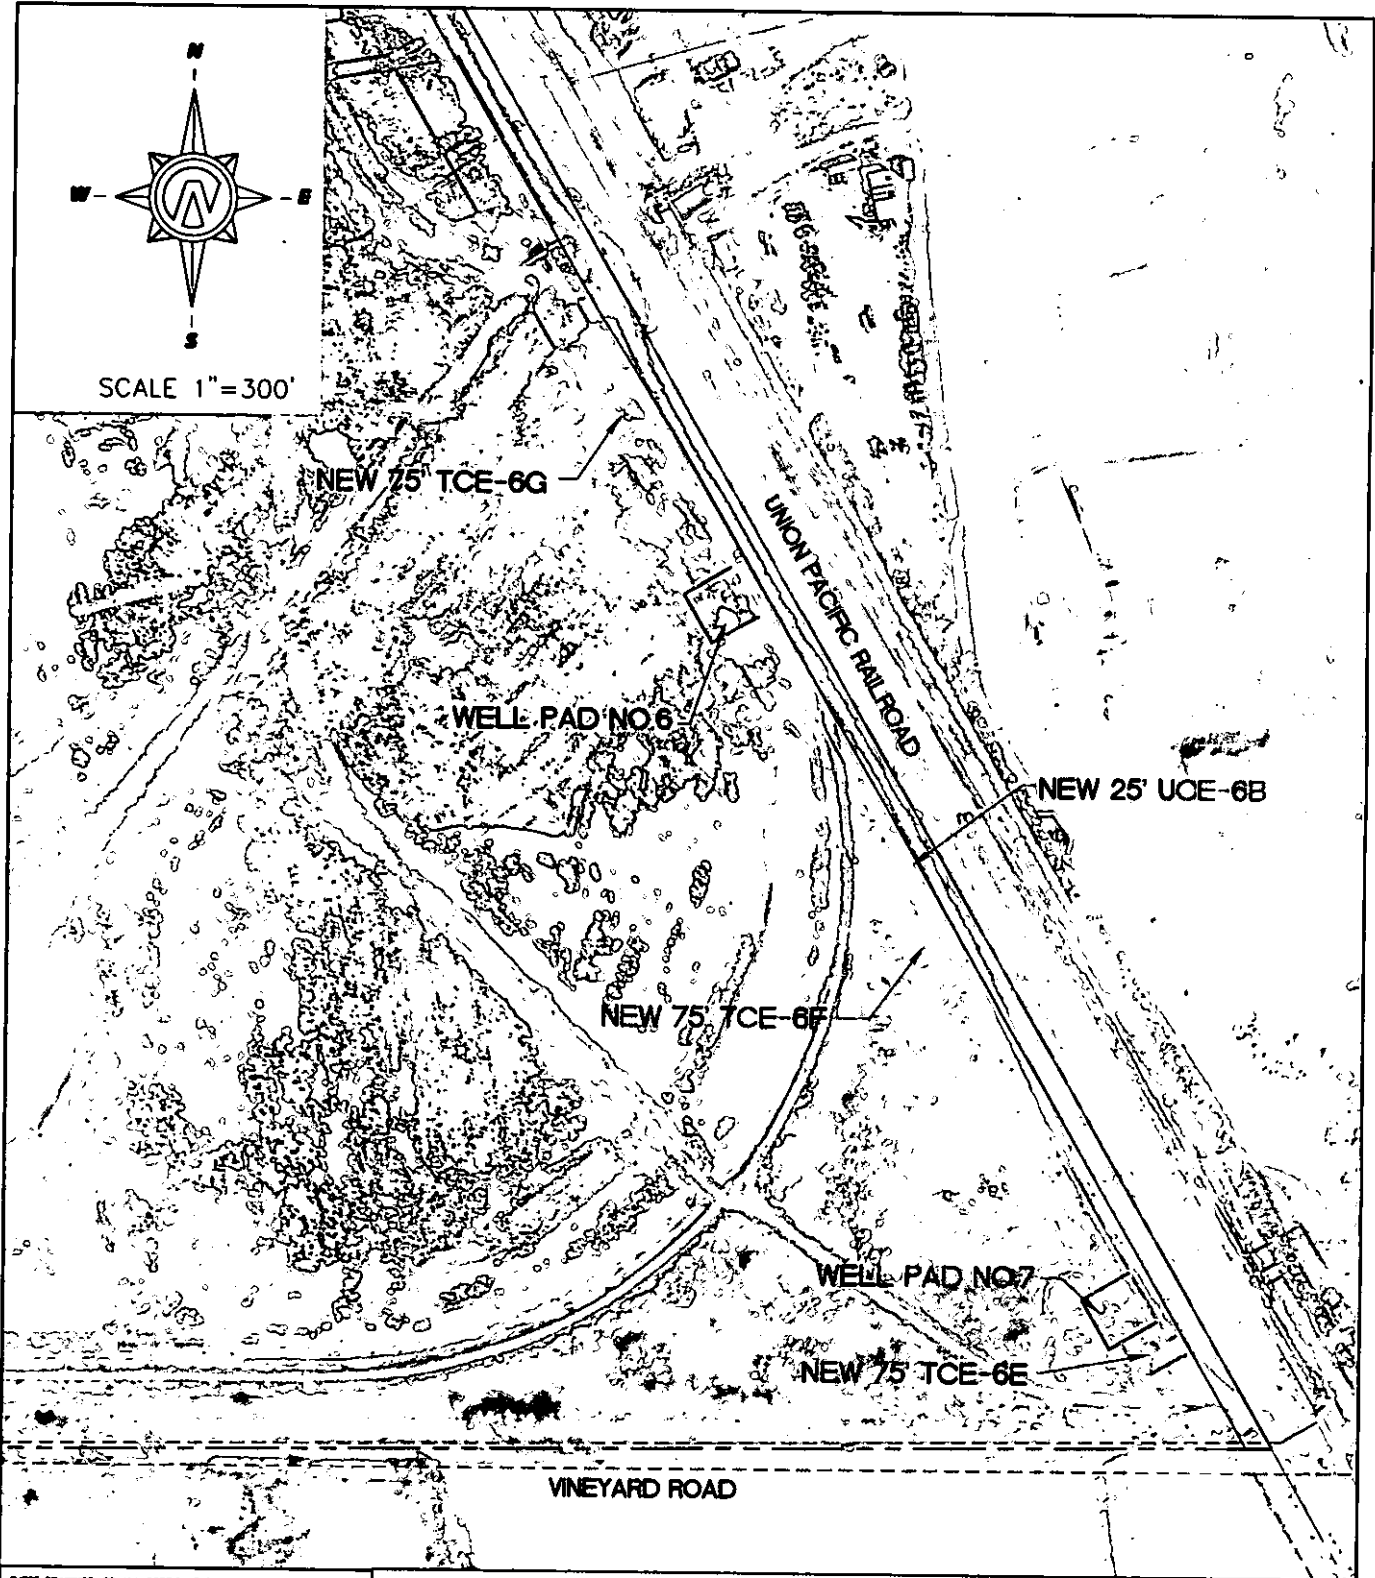 N
W
E
S
SCALE 1"=300'
NEW 75' TCE-6G
UNION PACIFIC RAILROAD
WELL PAD NO.6
NEW 25' UCE-6B
NEW 75' TCE-6F
WELL PAD NO.7
NEW 75' TCE-6E
VINEYARD ROAD